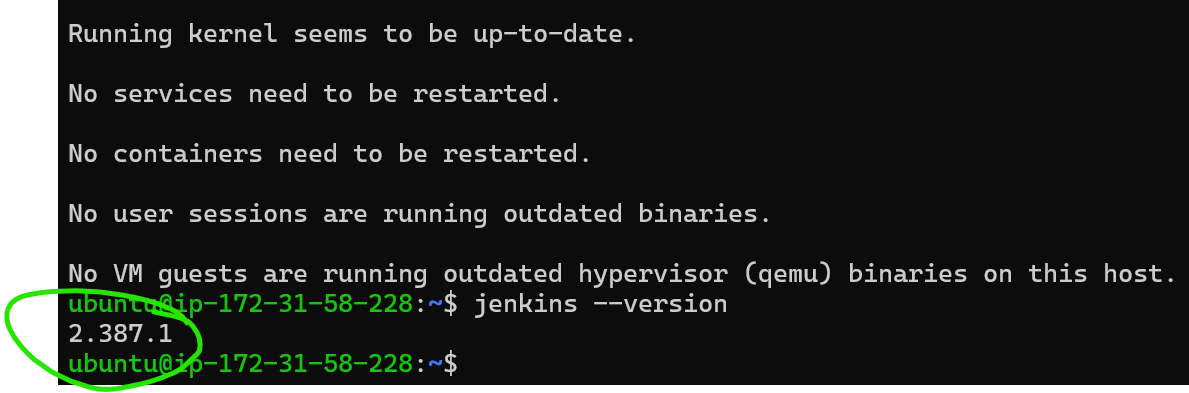 Running kernel seems to be up-to-date.
No services need to be restarted.
No containers need to be restarted.
No user sessions are running outdated binaries.
No VM guests are running outdated hypervisor (qemu) binaries on this host.
ubuntu@ip-172-31-58-228:~$ jenkins --version
2.387.1
ubuntu@ip-172-31-58-228:~$